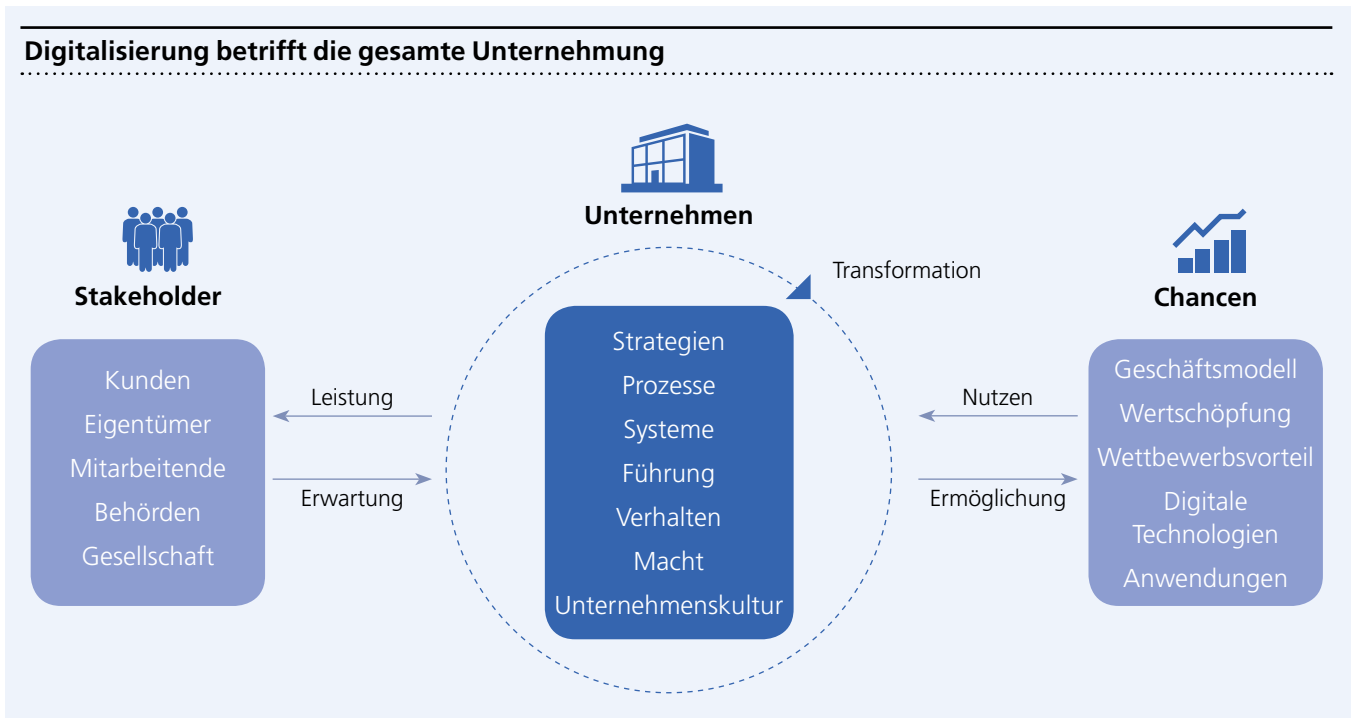 Digitalisierung betrifft die gesamte Unternehmung
Unternehmen
Stakeholder
Transformation
Chancen
Kunden
Eigentümer
Mitarbeitende
Behörden
Gesellschaft
Leistung
Erwartung
Strategien
Prozesse
Systeme
Führung
Verhalten
Macht
Unternehmenskultur
Nutzen
Ermöglichung
Geschäftsmodell
Wertschöpfung
Wettbewerbsvorteil
Digitale
Technologien
Anwendungen